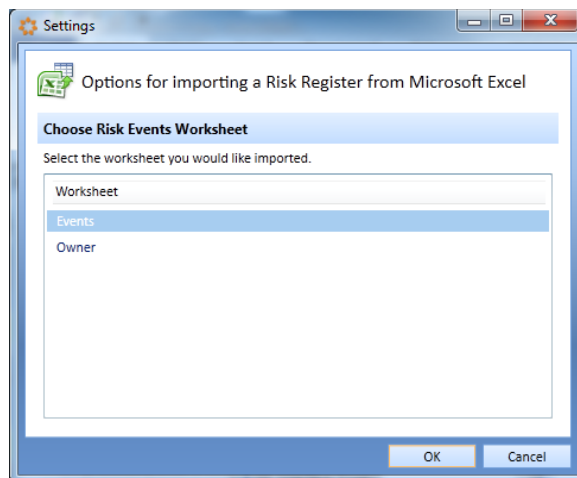 Settings
Options for importing a Risk Register from Microsoft Excel
Choose Risk Events Worksheet
Select the worksheet you would like imported.
Worksheet
Events
Owner
OK Cancel